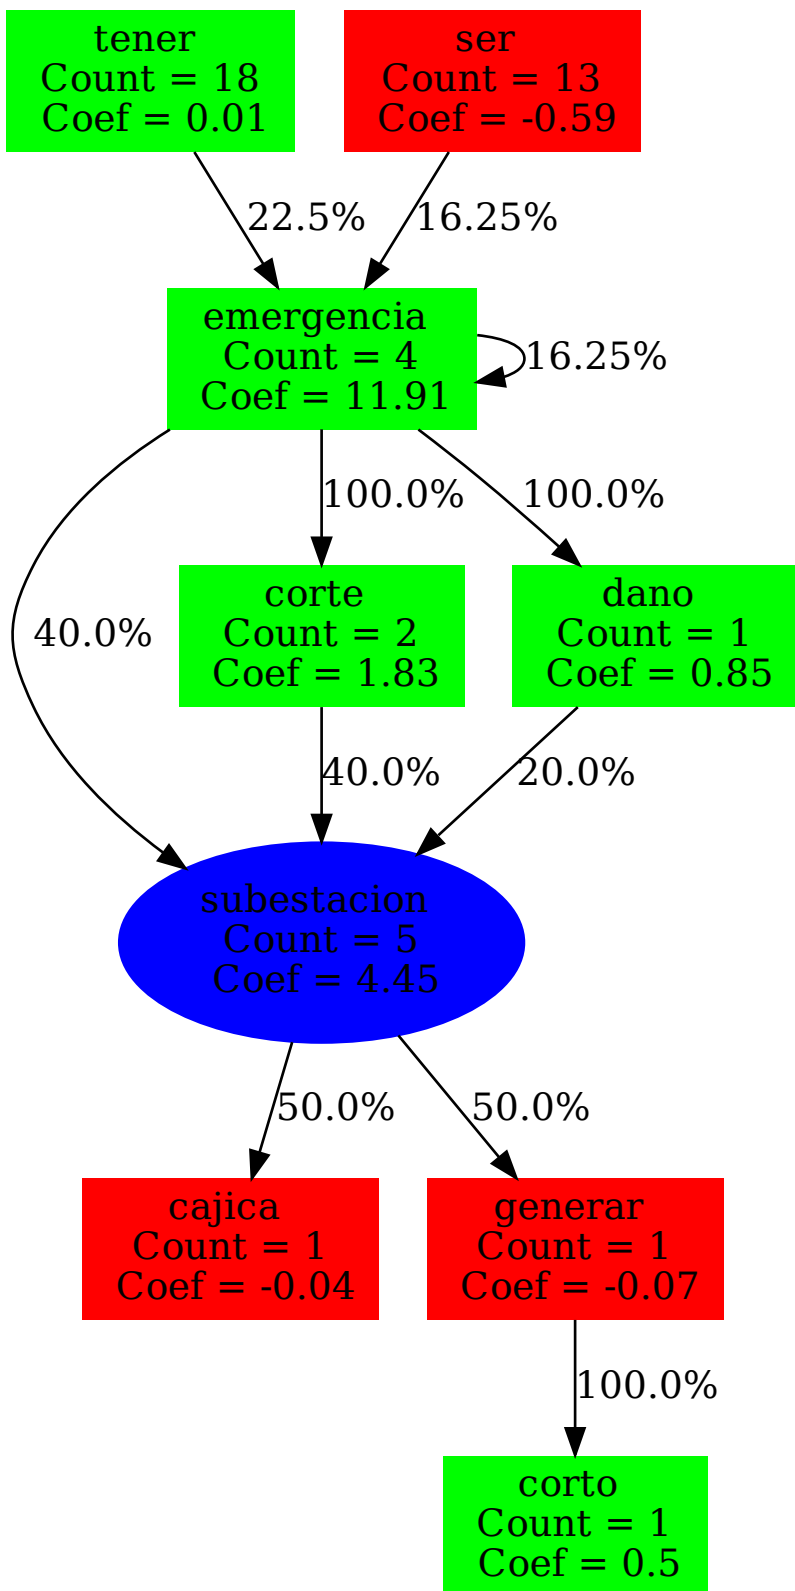 tener
Count = 18
Coef = 0.01
ser
Count = 13
Coef = -0.59
22.5%
16.25%
emergencia
Count = 4
Coef = 11.91
16.25%
100.0%
100.0%
corte
Count = 2
Coef = 1.83
dano
Count = 1
Coef = 0.85
40.0%
40.0%
20.0%
subestacion
Count = 5
Coef = 4.45
50.0%
50.0%
cajica
Count = 1
Coef = -0.04
generar
Count = 1
Coef = -0.07
100.0%
corto
Count = 1
Coef = 0.5